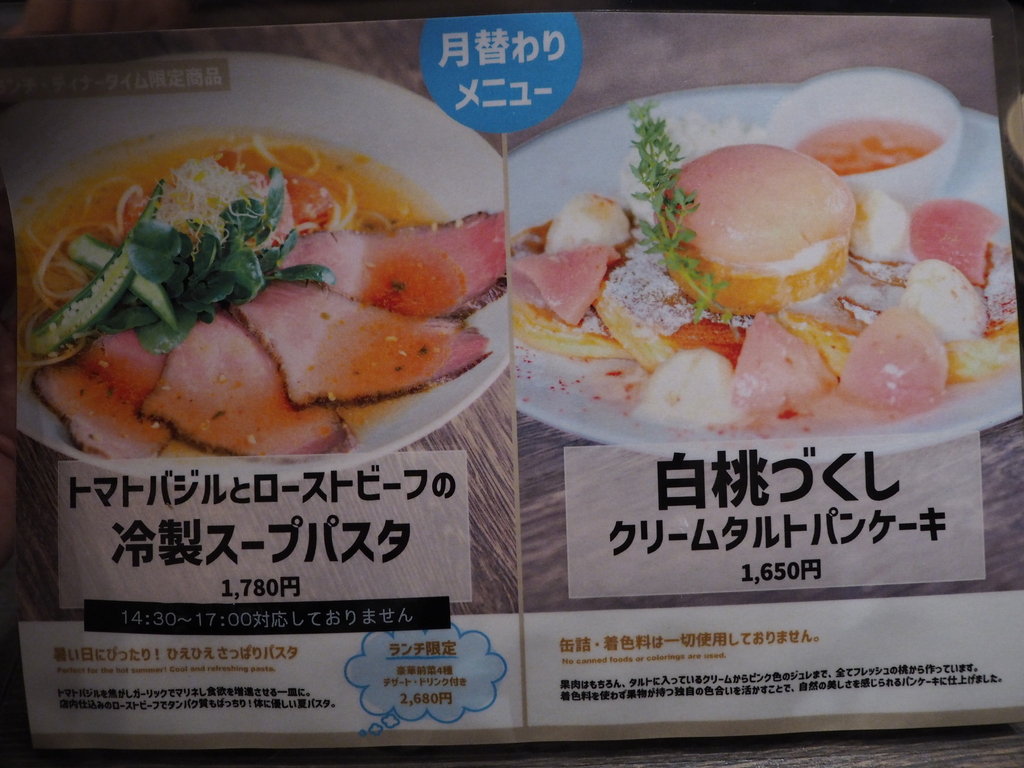 月替わり
メニュー
ランチ・ディナータイム限定商品
トマトバジルとローストビーフの
冷製スープパスタ
1,780円
14:30〜17:00対応しておりません
暑い日にぴったり！ひえひえさっぱりパスタ
Perfect for the hot summer! Cool and refreshing pasta.
トマトバジルを焦がしガーリックでマリネし食欲を増進させる一皿に。
店内仕込みのローストビーフでタンパク質もばっちり！体に優しい夏パスタ。
ランチ限定
豪華前菜4種
デザート・ドリンク付き
2,680円
白桃づくし
クリームタルトパンケーキ
1,650円
缶詰・着色料は一切使用しておりません。
No canned foods or colorings are used.
果肉はもちろん、タルトに入っているクリームからピンク色のジュレまで、全てフレッシュの桃から作っています。
着色料を使わず果物が持つ独自の色合いを活かすことで、自然の美しさを感じられるパンケーキに仕上げました。